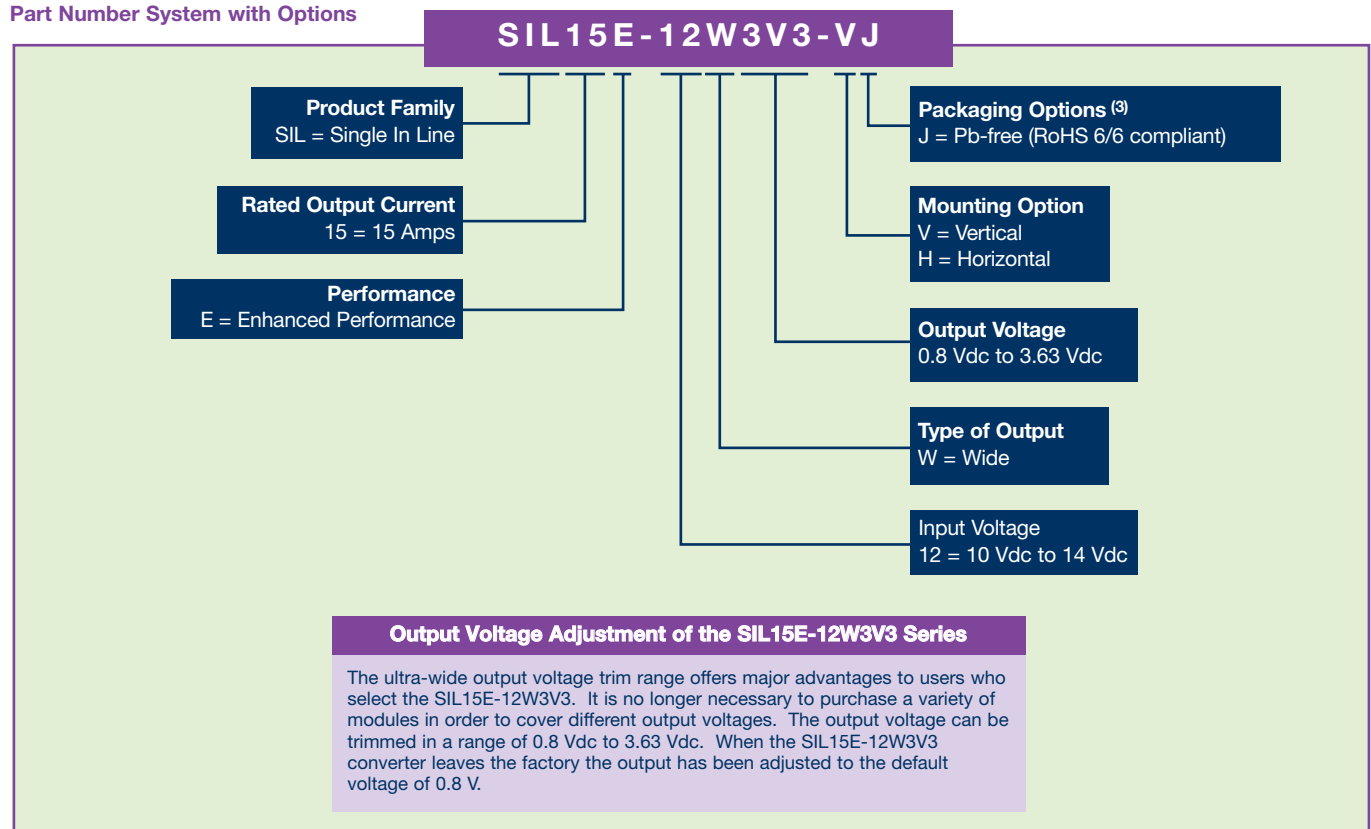 Part Number System with Options
SIL15E-12W3V3-VJ
Product Family
SIL = Single In Line
Rated Output Current
15 = 15 Amps
Performance
E = Enhanced Performance
Packaging Options (3)
J = Pb-free (RoHS 6/6 compliant)
Mounting Option
V = Vertical
H = Horizontal
Output Voltage
0.8 Vdc to 3.63 Vdc
Type of Output
W = Wide
Input Voltage
12 = 10 Vdc to 14 Vdc
Output Voltage Adjustment of the SIL15E-12W3V3 Series
The ultra-wide output voltage trim range offers major advantages to users who
select the SIL15E-12W3V3. It is no longer necessary to purchase a variety of
modules in order to cover different output voltages. The output voltage can be
trimmed in a range of 0.8 Vdc to 3.63 Vdc. When the SIL15E-12W3V3
converter leaves the factory the output has been adjusted to the default
voltage of 0.8 V.